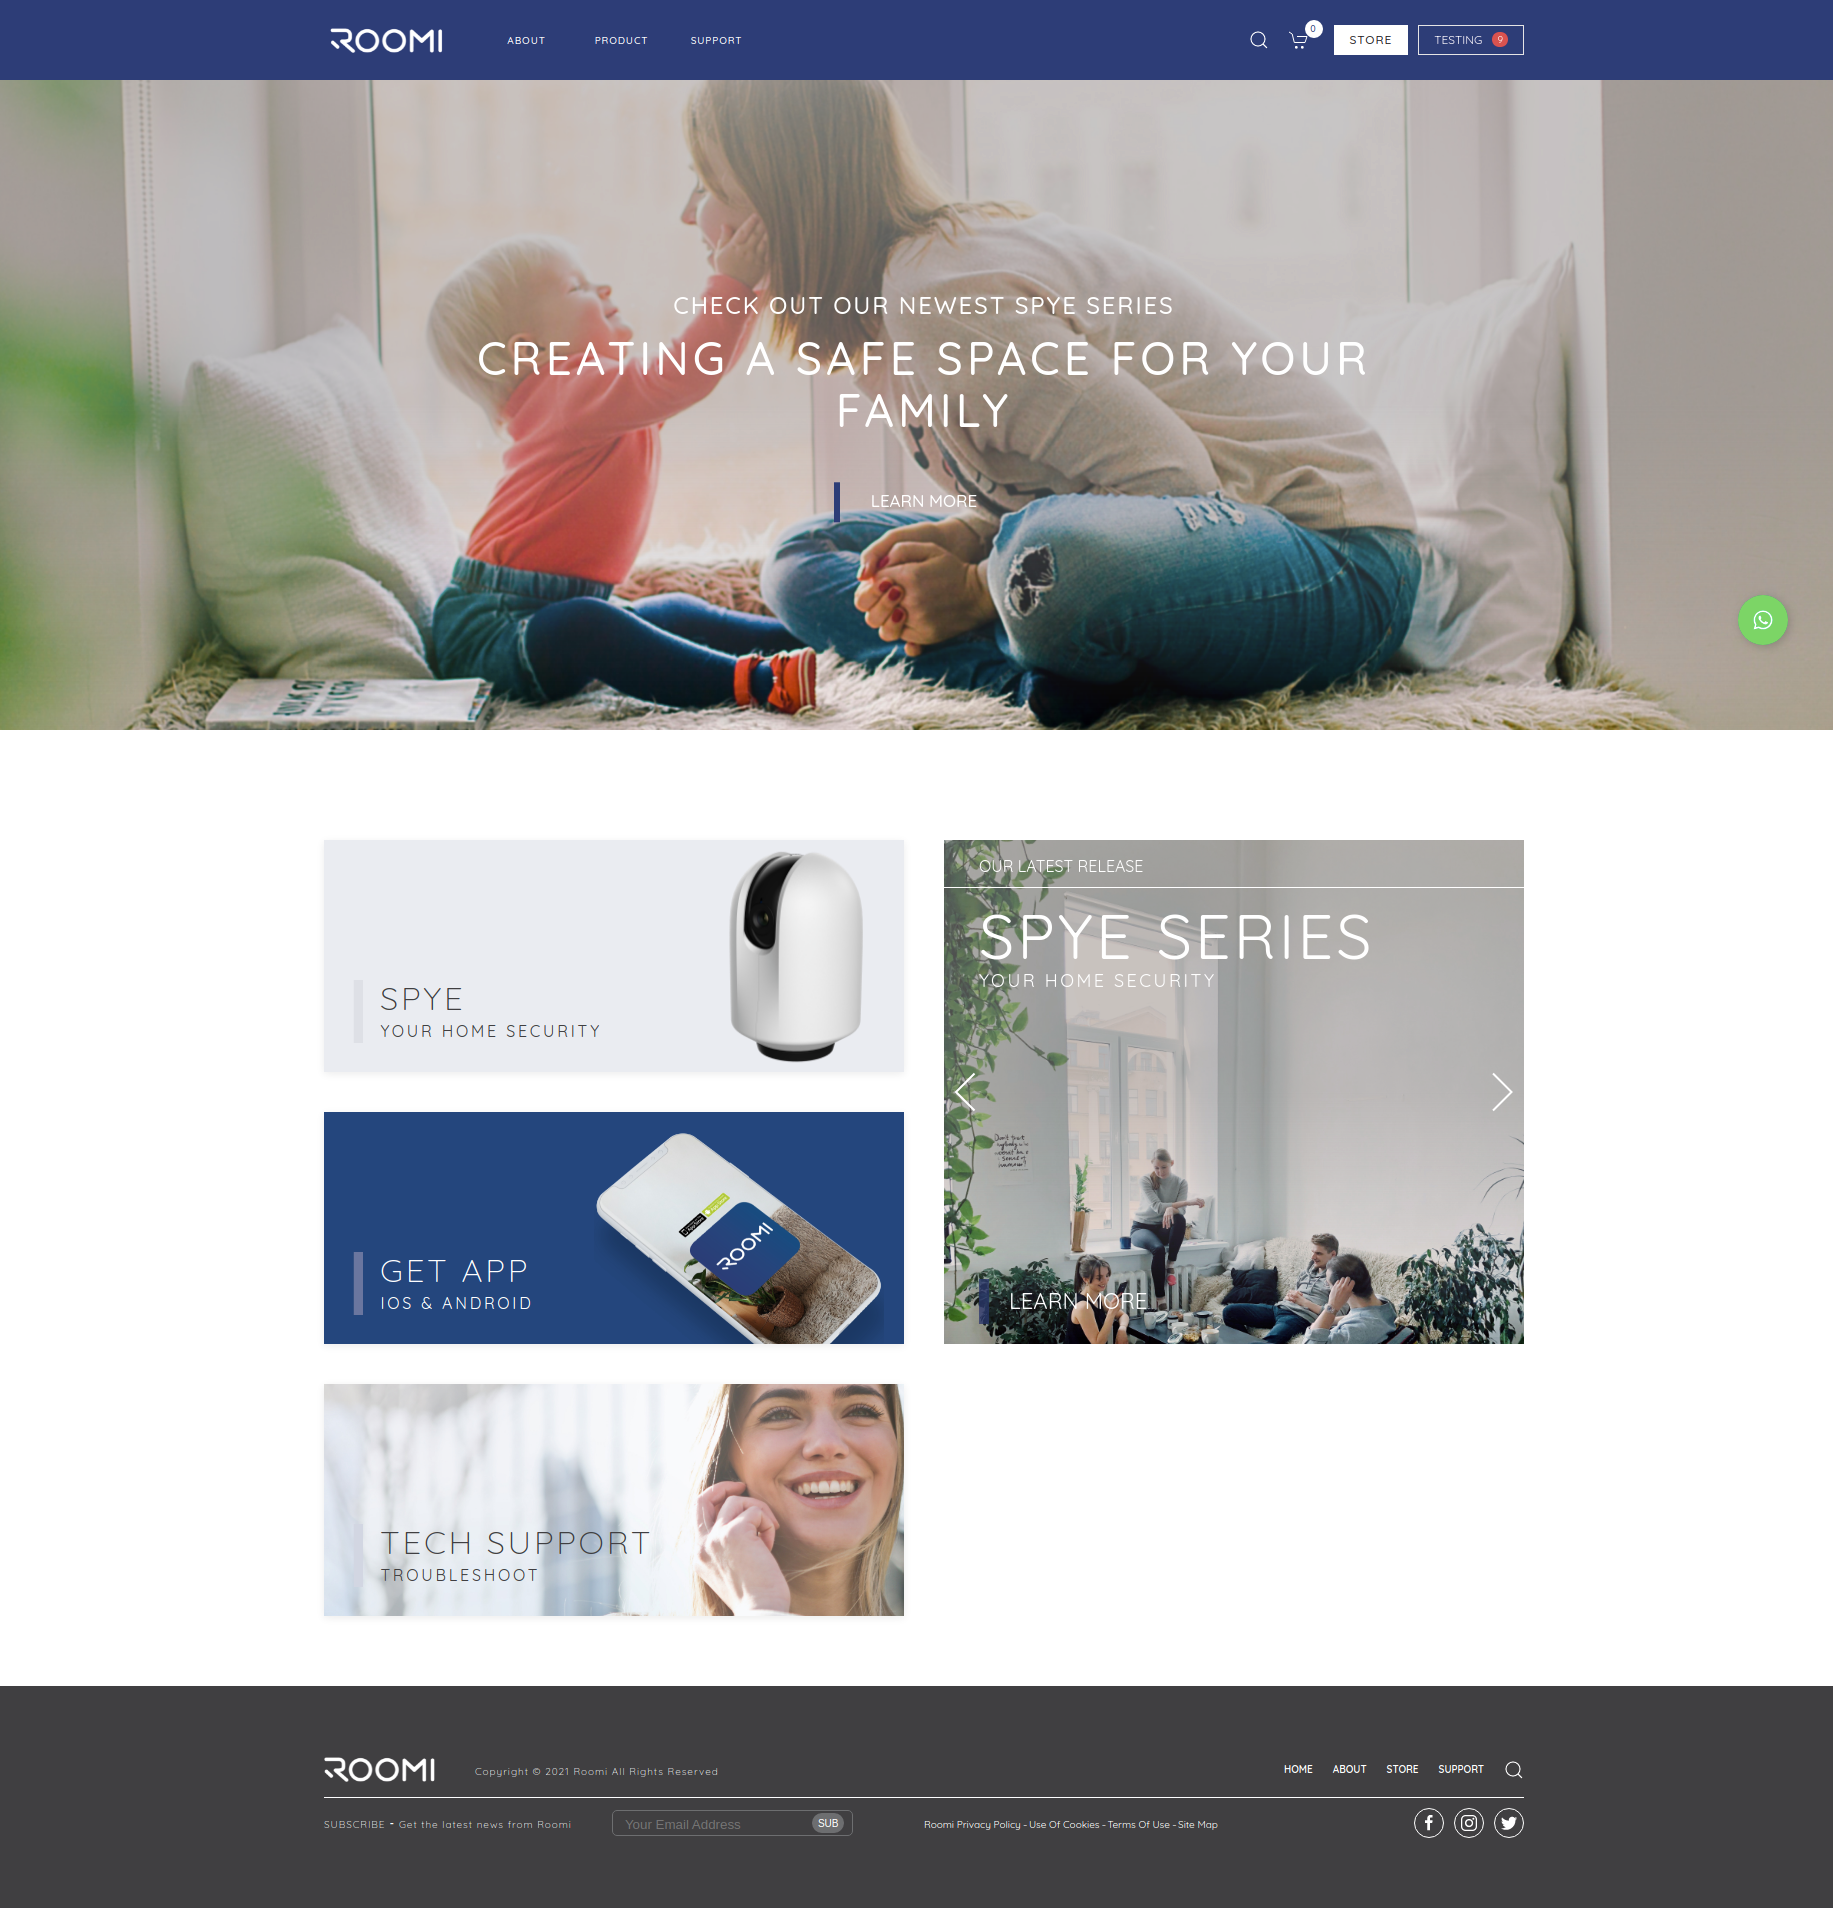 ROOMI
ABOUT
PRODUCT
SUPPORT
0
STORE
TESTING 9
CHECK OUT OUR NEWEST SPYE SERIES
CREATING A SAFE SPACE FOR YOUR
FAMILY
LEARN MORE
SPYE
YOUR HOME SECURITY
OUR LATEST RELEASE
SPYE SERIES
YOUR HOME SECURITY
LEARN MORE
ROOMI
GET APP
IOS & ANDROID
TECH SUPPORT
TROUBLESHOOT
ROOMI
Copyright © 2021 Roomi All Rights Reserved
HOME
ABOUT
STORE
SUPPORT
SUBSCRIBE - Get the latest news from Roomi
Your Email Address
SUB
Roomi Privacy Policy - Use Of Cookies - Terms Of Use - Site Map